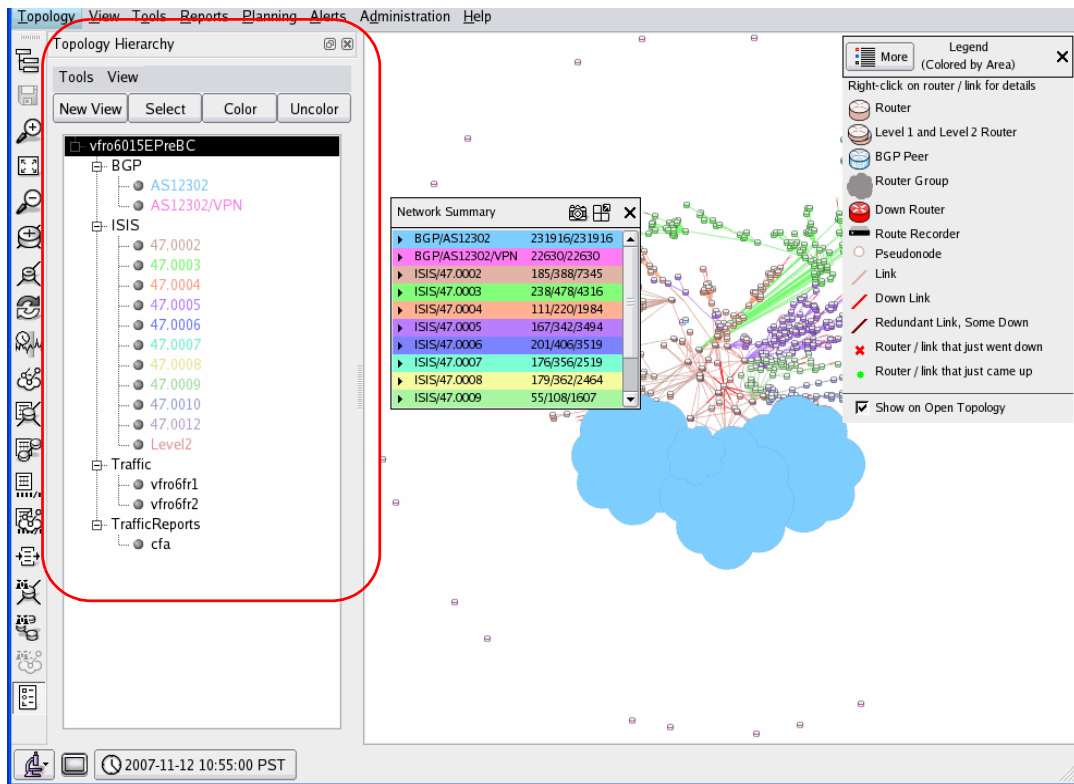 Topology View Tools Reports Planning Alerts Administration Help
Topology Hierarchy
Tools View
New View Select Color Uncolor
vfro6015EPreBC
BGP
AS12302
AS12302/VPN
ISIS
47.0002
47.0003
47.0004
47.0005
47.0006
47.0007
47.0008
47.0009
47.0010
47.0012
Level2
Traffic
vfro6fr1
vfro6fr2
TrafficReports
cfa
Network Summary
BGP/AS12302 231916/231916
BGP/AS12302/VPN 22630/22630
ISIS/47.0002 185/388/7345
ISIS/47.0003 238/478/4316
ISIS/47.0004 111/220/1984
ISIS/47.0005 167/342/3494
ISIS/47.0006 201/406/3519
ISIS/47.0007 176/356/2519
ISIS/47.0008 179/362/2464
ISIS/47.0009 55/108/1607
More
Legend
(Colored by Area)
Right-click on router / link for details
Router
Level 1 and Level 2 Router
BGP Peer
Router Group
Down Router
Route Recorder
Pseudonode
Link
Down Link
Redundant Link, Some Down
Router / link that just went down
Router / link that just came up
Show on Open Topology
2007-11-12 10:55:00 PST